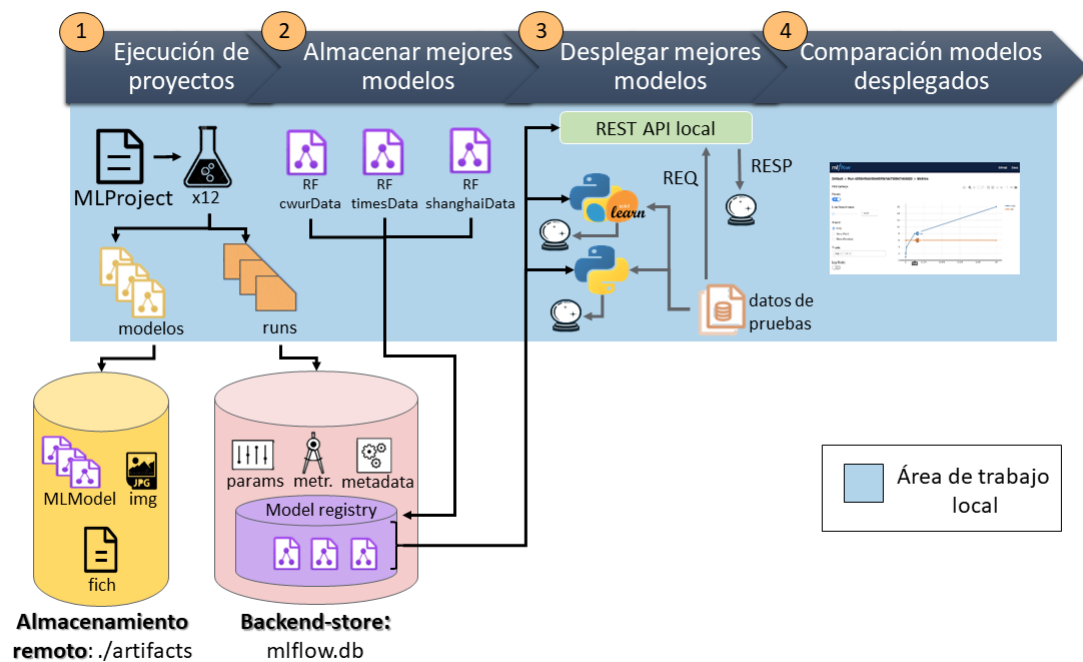 1
Ejecución de
proyectos
2
Almacenar mejores
modelos
3
Desplegar mejores
modelos
4
Comparación modelos
desplegados
MLProject
x12
RF
cwurData
RF
timesData
RF
shanghaiData
REST API local
REQ
RESP
learn
datos de
pruebas
modelos
runs
MLModel
JPG
img
fich
params
metr.
metadata
Model registry
Almacenamiento
remoto: ./artifacts
Backend-store:
mlflow.db
Área de trabajo
local